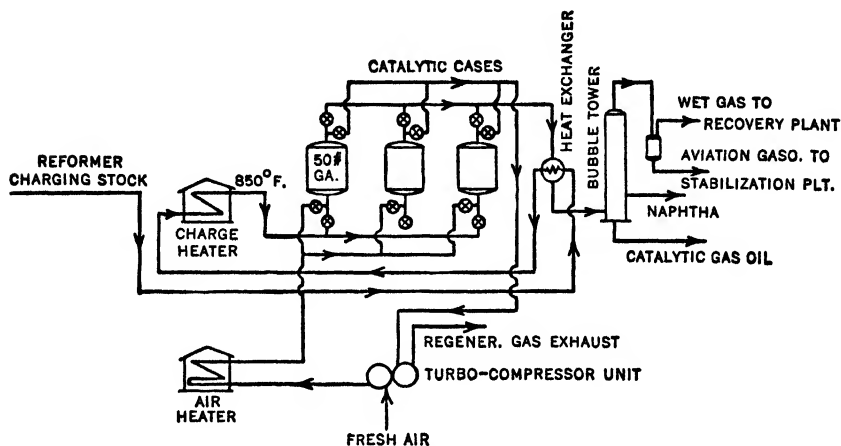 CATALYTIC CASES
HEAT EXCHANGER
BUBBLE TOWER
WET GAS TO
RECOVERY PLANT
AVIATION GASO. TO
STABILIZATION PLT.
NAPHTHA
CATALYTIC GAS OIL
REFORMER
CHARGING STOCK
850°F.
50#
GA.
CHARGE
HEATER
REGENER. GAS EXHAUST
TURBO-COMPRESSOR UNIT
AIR
HEATER
FRESH AIR